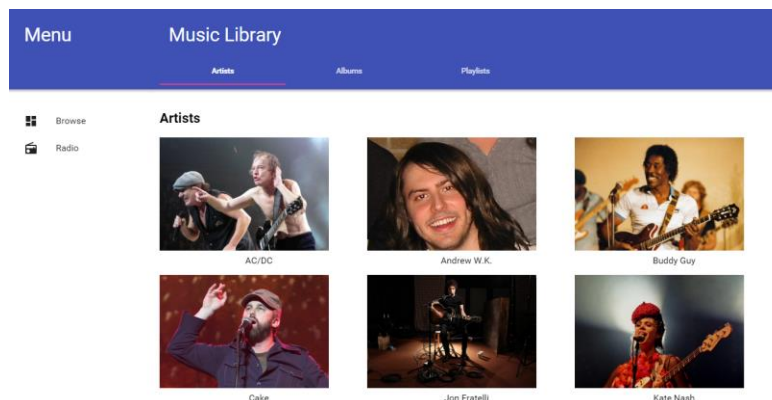 Menu
Music Library
Artists
Albums
Playlists
Browse
Radio
Artists
AC/DC
Andrew W.K.
Buddy Guy
Cake
Jon Fratelli
Kate Nash